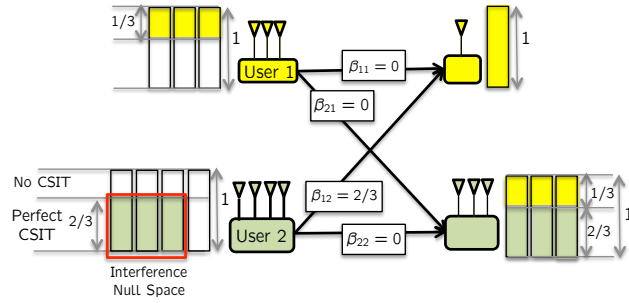 1/3
1
User 1
β11 = 0
β21 = 0
1
No CSIT
Perfect
CSIT
2/3
1
Interference
Null Space
User 2
β12 = 2/3
β22 = 0
1/3
2/3
1